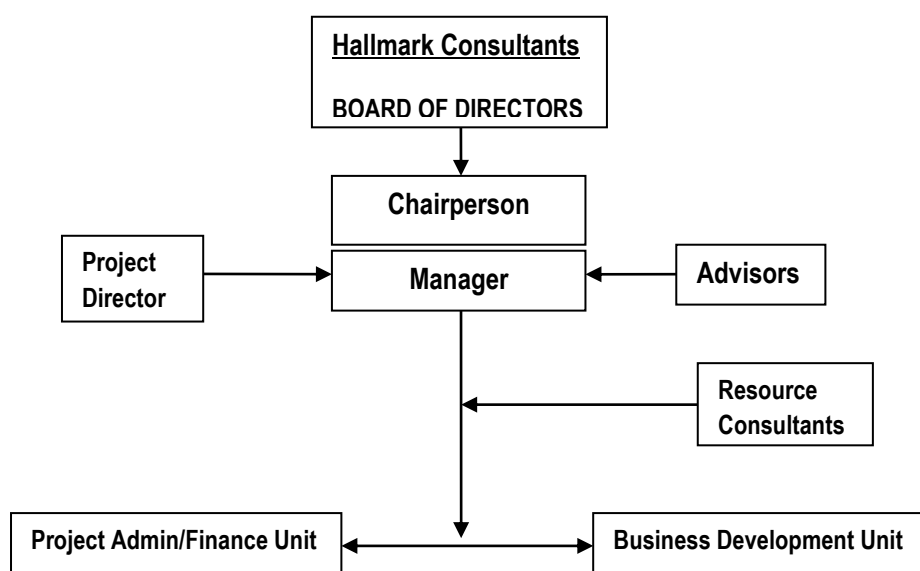 Hallmark Consultants
BOARD OF DIRECTORS
Chairperson
Project
Director
Manager
Advisors
Resource
Consultants
Project Admin/Finance Unit
Business Development Unit